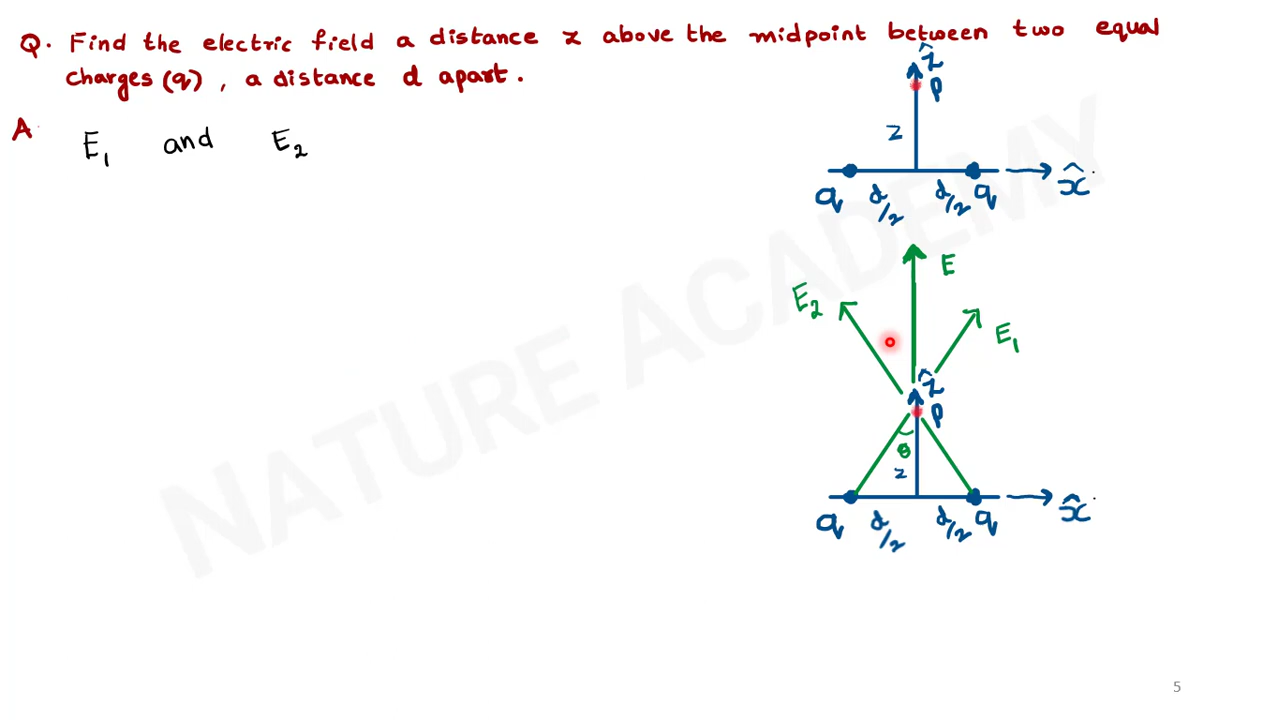 Q. Find the electric field a distance z above the midpoint between two equal
charges (q), a distance d apart.
A.
E₁ and E₂
ẑ
P
z
x̂
q d/2 d/2 q
E
E₂
E₁
ẑ
P
θ
z
x̂
q d/2 d/2 q
NATURE ACADEMY
5